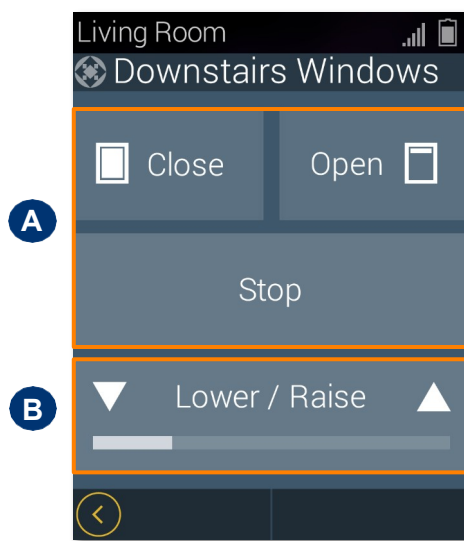 Living Room
Downstairs Windows
Close
Open
A
Stop
Lower / Raise
B